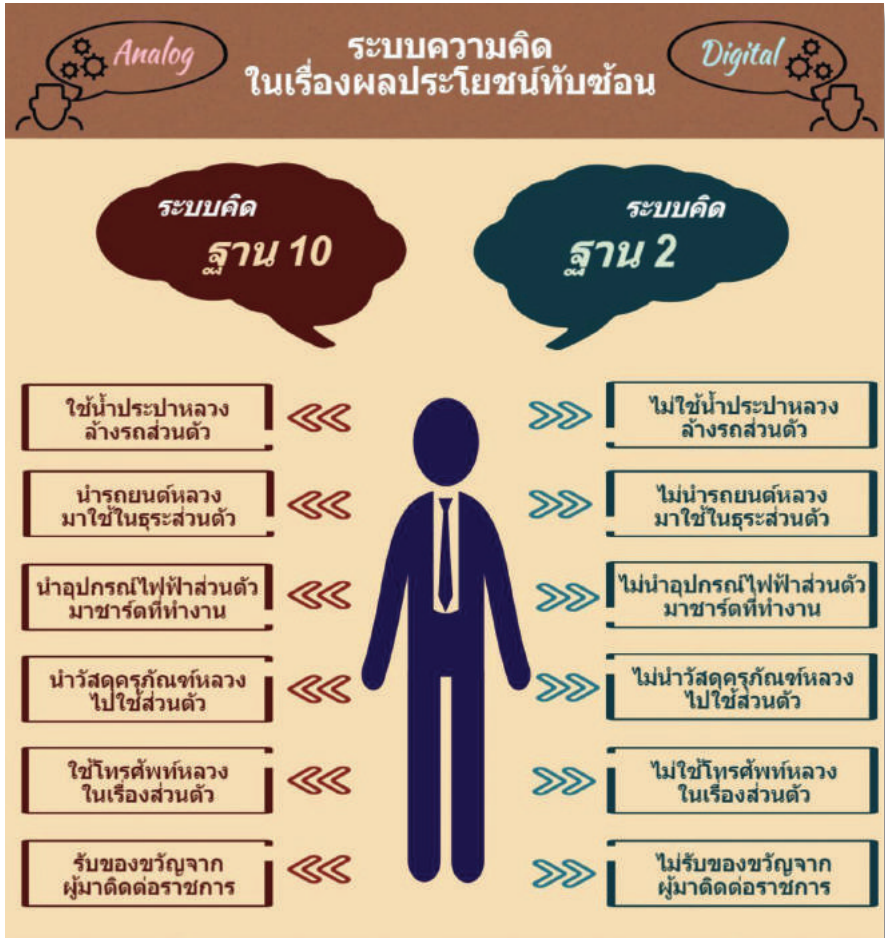 Analog
ระบบความคิด
ในเรื่องผลประโยชน์ทับซ้อน
Digital
ระบบคิด
ฐาน 10
ระบบคิด
ฐาน 2
ใช้น้ำประปาหลวง
ล้างรถส่วนตัว
ไม่ใช้น้ำประปาหลวง
ล้างรถส่วนตัว
นำรถยนต์หลวง
มาใช้ในธุระส่วนตัว
ไม่นำรถยนต์หลวง
มาใช้ในธุระส่วนตัว
นำอุปกรณ์ไฟฟ้าส่วนตัว
มาชาร์ตที่ทำงาน
ไม่นำอุปกรณ์ไฟฟ้าส่วนตัว
มาชาร์ตที่ทำงาน
นำวัสดุครุภัณฑ์หลวง
ไปใช้ส่วนตัว
ไม่นำวัสดุครุภัณฑ์หลวง
ไปใช้ส่วนตัว
ใช้โทรศัพท์หลวง
ในเรื่องส่วนตัว
ไม่ใช้โทรศัพท์หลวง
ในเรื่องส่วนตัว
รับของขวัญจาก
ผู้มาติดต่อราชการ
ไม่รับของขวัญจาก
ผู้มาติดต่อราชการ